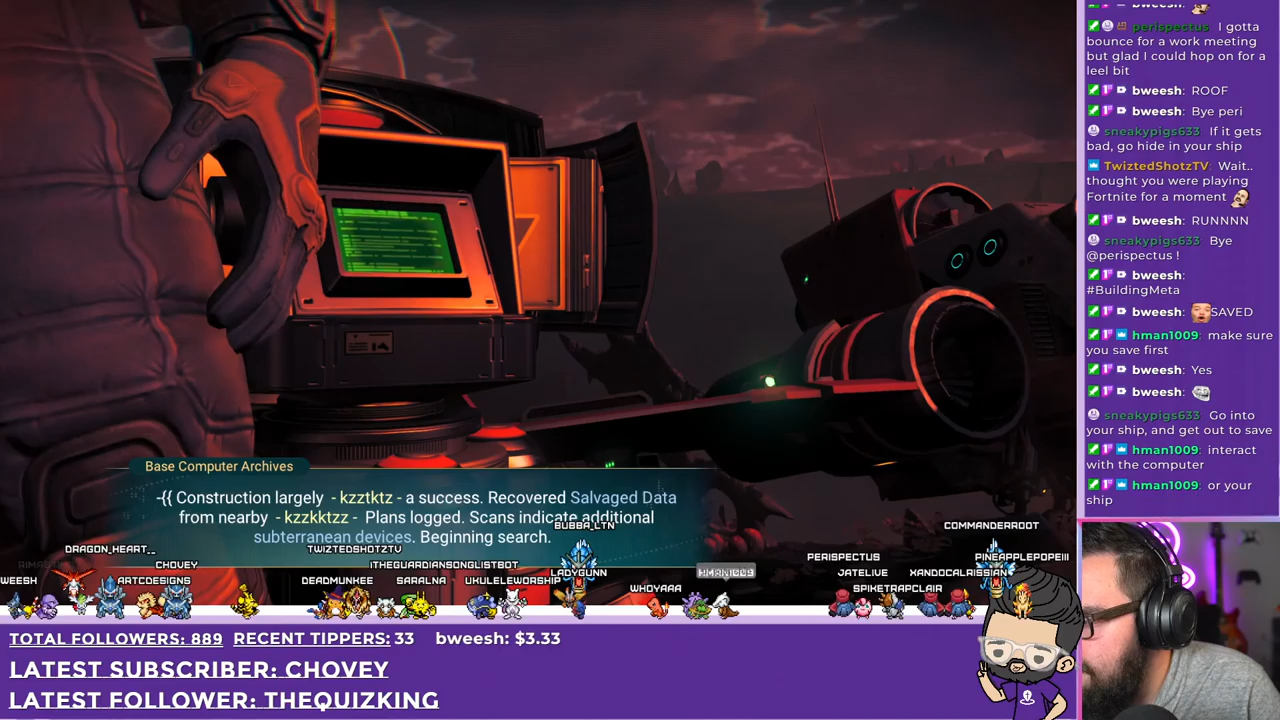 bweesh:
perispectus I gotta
bounce for a work meeting
but glad I could hop on for a
leel bit
bweesh: ROOF
bweesh: Bye peri
sneakypigs633 If it gets
bad, go hide in your ship
TwiztedShotzTV: Wait..
thought you were playing
Fortnite for a moment
bweesh: RUNNNN
sneakypigs633 Bye
@perispectus !
bweesh:
#BuildingMeta
bweesh: SAVED
hman1009: make sure
you save first
bweesh: Yes
bweesh:
sneakypigs633 Go into
your ship, and get out to save
hman1009: interact
with the computer
hman1009: or your
ship
Base Computer Archives
-{{ Construction largely - kzztktz - a success. Recovered Salvaged Data
from nearby - kzzkktzz - Plans logged. Scans indicate additional
subterranean devices. Beginning search.
BUBBA_LTN
COMMANDERROOT
DRAGON_HEART__
TWIZTEDSHOTZTV
PERISPECTUS
PINEAPPLEPOPEIII
CHOVEY
ITHEGUARDIANSONGLISTBOT
LADYGUNN
HMAN1009
JATELIVE
XANDOCALRISSIAN
WEESH
ARTCDESIGNS
DEADMUNKEE
SARALNA
UKULELEWORSHIP
WHOYAAA
SPIKETRAPCLAIR
TOTAL FOLLOWERS: 889 RECENT TIPPERS: 33 bweesh: $3.33
LATEST SUBSCRIBER: CHOVEY
LATEST FOLLOWER: THEQUIZKING